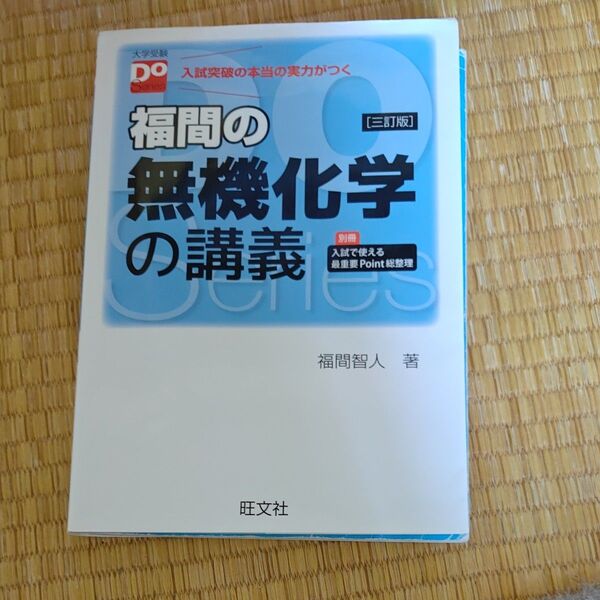 大学受験
DO
Series
入試突破の本当の実力がつく
DO
福間の
[三訂版]
無機化学
の講義
別冊
入試で使える
最重要Point総整理
Series
福間智人 著
旺文社